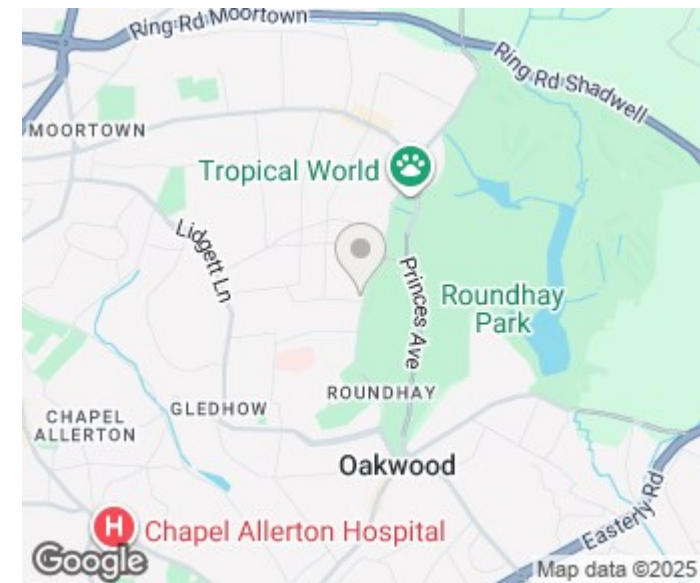 Ring Rd Moortown
Ring Rd Shadwell
MOORTOWN
Tropical World
Lidgett Ln
Princes Ave
Roundhay
Park
ROUNDHAY
GLEDHOW
CHAPEL
ALLERTON
Oakwood
Easterly Rd
H
Chapel Allerton Hospital
Google
Map data ©2025